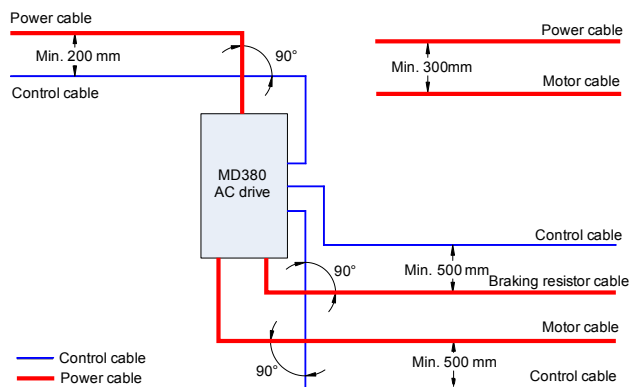 Power cable
Min. 200 mm
90°
Control cable
Power cable
Min. 300mm
Motor cable
MD380
AC drive
Control cable
90°
Min. 500 mm
Braking resistor cable
Motor cable
90°
Min. 500 mm
Control cable
Control cable
Power cable